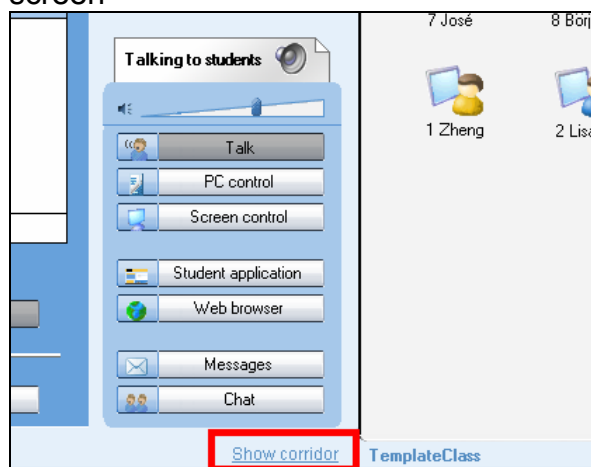 screen
7 José 8 Börj
Talking to students
1 Zheng 2 Lisa
Talk
PC control
Screen control
Student application
Web browser
Messages
Chat
Show corridor
TemplateClass